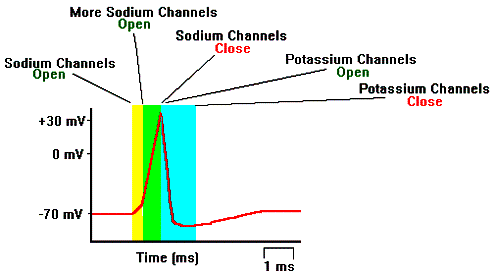 More Sodium Channels
Open
Sodium Channels
Close
Sodium Channels
Open
Potassium Channels
Open
Potassium Channels
Close
+30 mV
0 mV
-70 mV
Time (ms)
1 ms